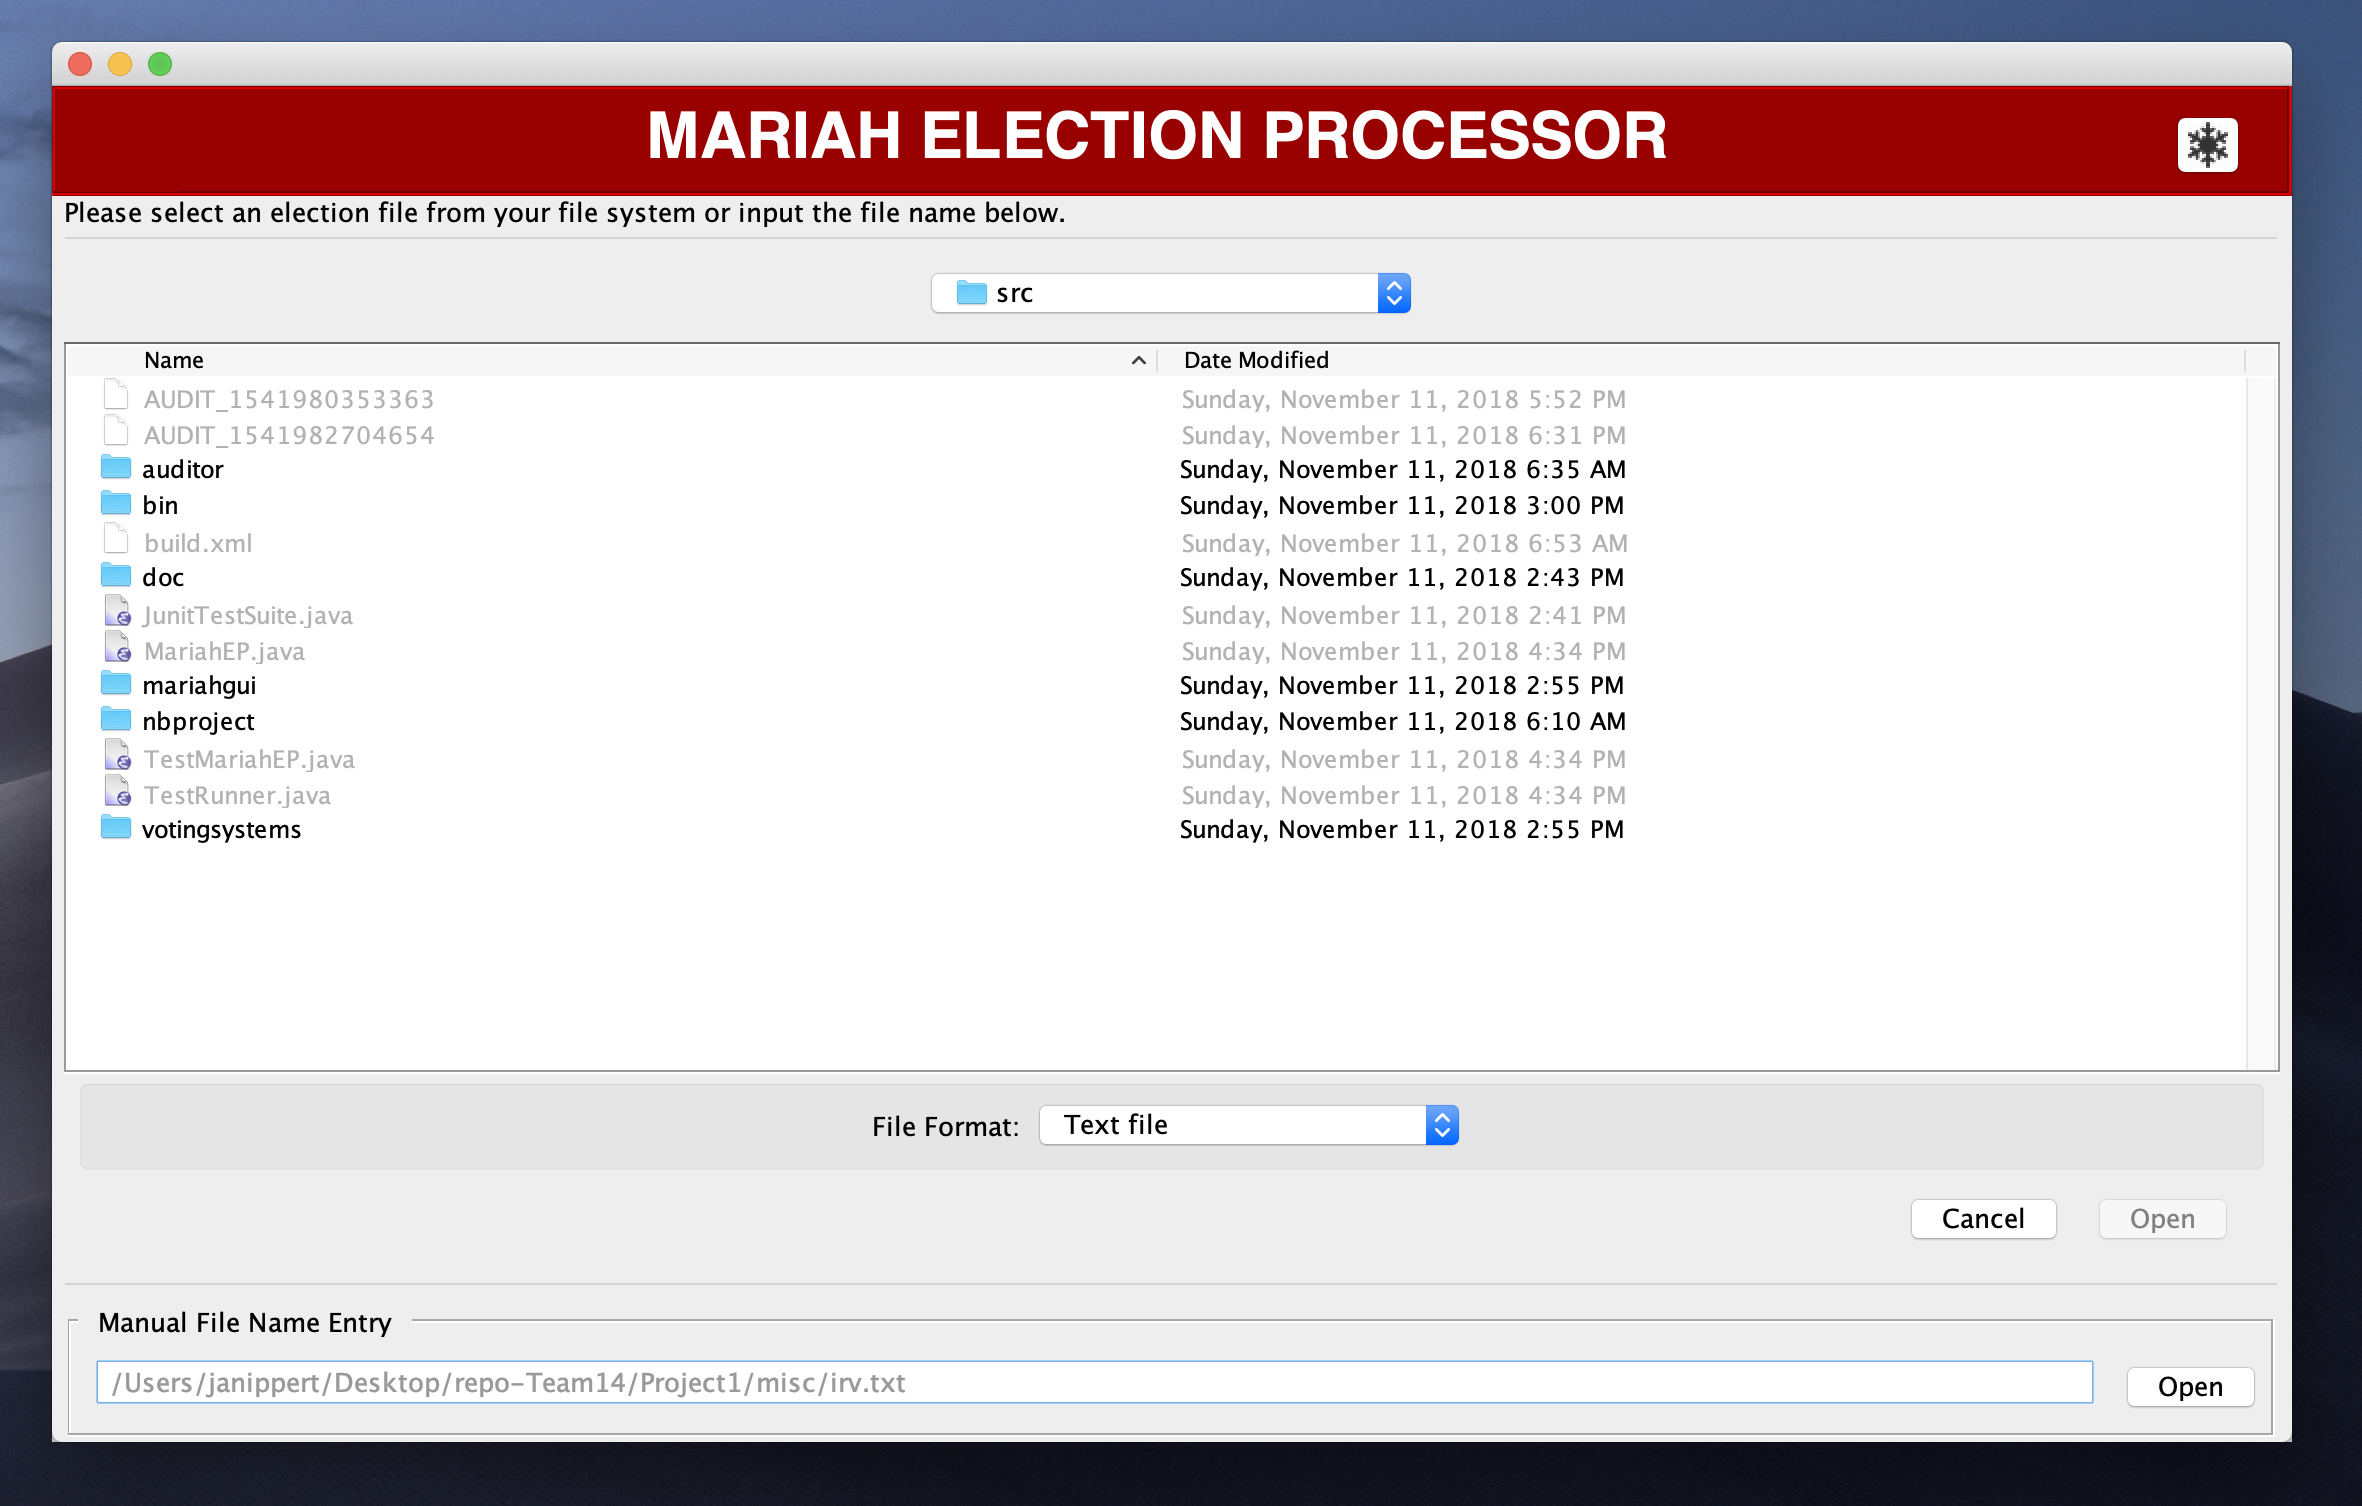 MARIAH ELECTION PROCESSOR
Please select an election file from your file system or input the file name below.
src
Name Date Modified
AUDIT_1541980353363 Sunday, November 11, 2018 5:52 PM
AUDIT_1541982704654 Sunday, November 11, 2018 6:31 PM
auditor Sunday, November 11, 2018 6:35 AM
bin Sunday, November 11, 2018 3:00 PM
build.xml Sunday, November 11, 2018 6:53 AM
doc Sunday, November 11, 2018 2:43 PM
JunitTestSuite.java Sunday, November 11, 2018 2:41 PM
MariahEP.java Sunday, November 11, 2018 4:34 PM
mariahgui Sunday, November 11, 2018 2:55 PM
nbproject Sunday, November 11, 2018 6:10 AM
TestMariahEP.java Sunday, November 11, 2018 4:34 PM
TestRunner.java Sunday, November 11, 2018 4:34 PM
votingsystems Sunday, November 11, 2018 2:55 PM
File Format: Text file
Cancel Open
Manual File Name Entry
/Users/janippert/Desktop/repo-Team14/Project1/misc/irv.txt Open